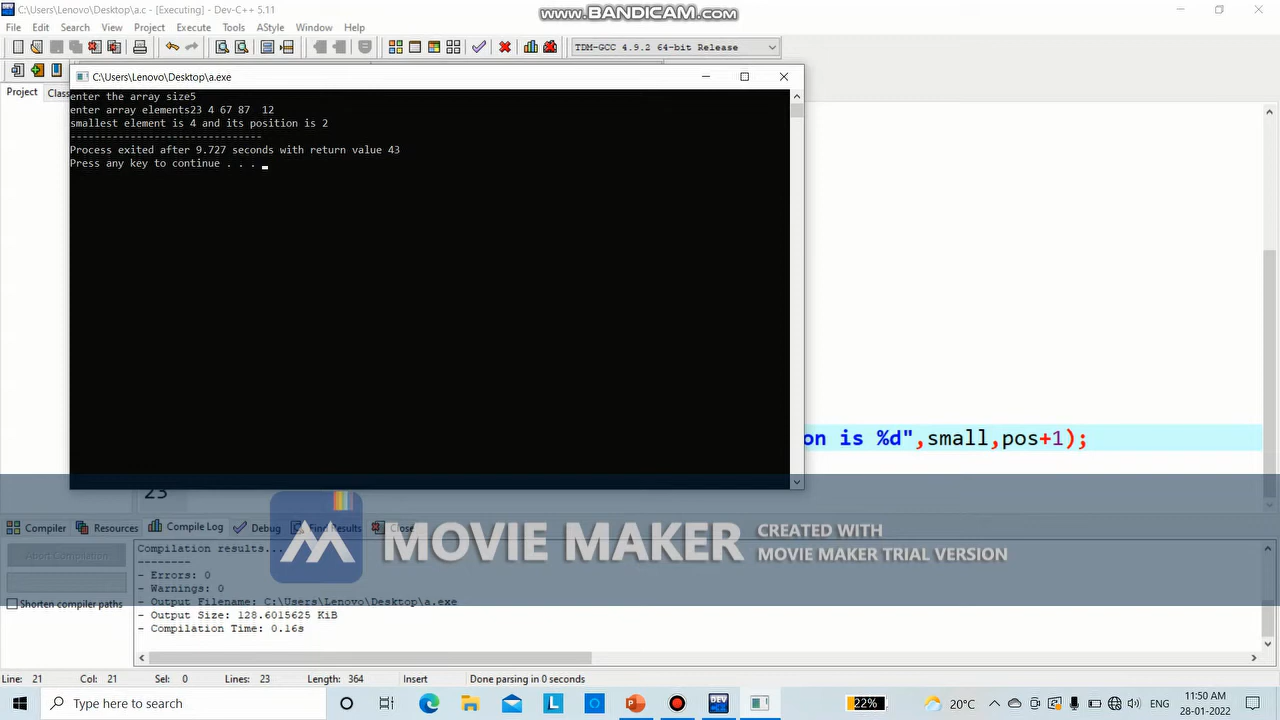 C:\Users\Lenovo\Desktop\a.c - [Executing] - Dev-C++ 5.11
www.BANDICAM.com
File Edit Search View Project Execute Tools AStyle Window Help
TDM-GCC 4.9.2 64-bit Release
Project Class
C:\Users\Lenovo\Desktop\a.exe
enter the array size5
enter array elements23 4 67 87  12
smallest element is 4 and its position is 2
--------------------------------
Process exited after 9.727 seconds with return value 43
Press any key to continue . . .
on is %d",small,pos+1);
23
Compiler Resources Compile Log Debug Find Results Close
MOVIE MAKER
CREATED WITH
MOVIE MAKER TRIAL VERSION
Abort Compilation
Shorten compiler paths
Compilation results...
--------
- Errors: 0
- Warnings: 0
- Output Filename: C:\Users\Lenovo\Desktop\a.exe
- Output Size: 128.6015625 KiB
- Compilation Time: 0.16s
Line: 21 Col: 21 Sel: 0 Lines: 23 Length: 364 Insert Done parsing in 0 seconds
Type here to search
L
DEV
22%
20°C
ENG
11:50 AM
28-01-2022